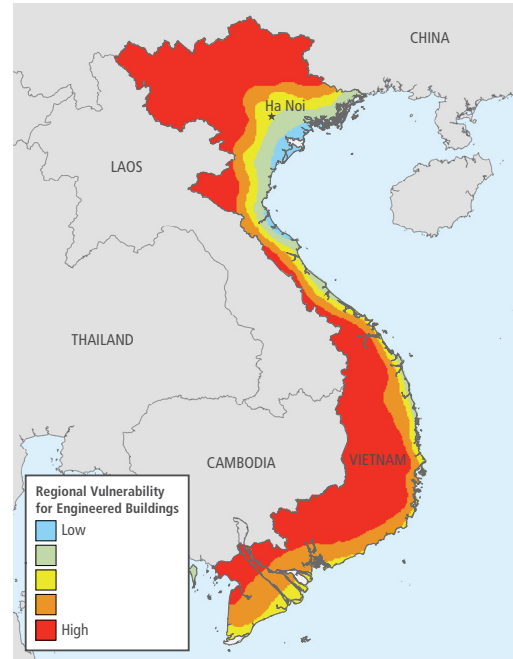 CHINA
Ha Noi
LAOS
THAILAND
CAMBODIA
VIETNAM
Regional Vulnerability
for Engineered Buildings
Low
High